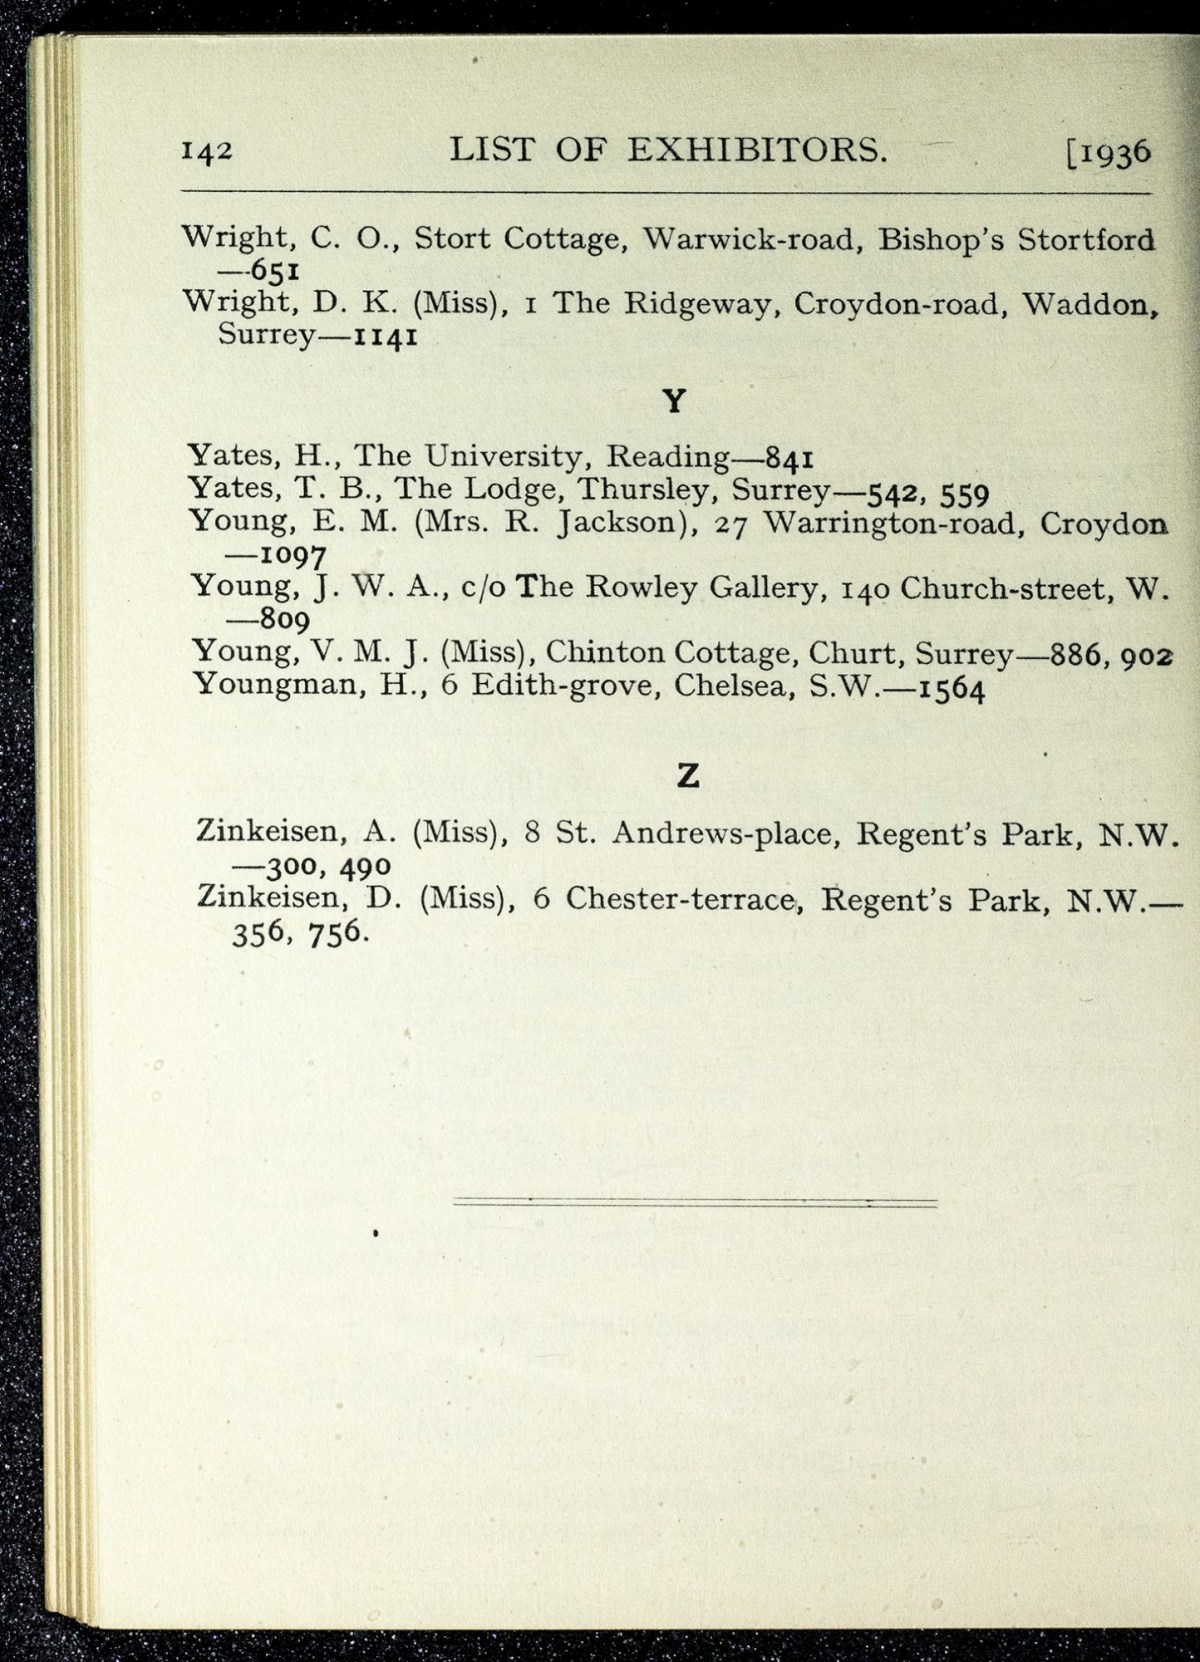 142 LIST OF EXHIBITORS. [1936
Wright, C. O., Stort Cottage, Warwick-road, Bishop's Stortford
—651
Wright, D. K. (Miss), 1 The Ridgeway, Croydon-road, Waddon,
Surrey—1141
Y
Yates, H., The University, Reading—841
Yates, T. B., The Lodge, Thursley, Surrey—542, 559
Young, E. M. (Mrs. R. Jackson), 27 Warrington-road, Croydon
—1097
Young, J. W. A., c/o The Rowley Gallery, 140 Church-street, W.
—809
Young, V. M. J. (Miss), Chinton Cottage, Churt, Surrey—886, 902
Youngman, H., 6 Edith-grove, Chelsea, S.W.—1564
Z
Zinkeisen, A. (Miss), 8 St. Andrews-place, Regent's Park, N.W.
—300, 490
Zinkeisen, D. (Miss), 6 Chester-terrace, Regent's Park, N.W.—
356, 756.